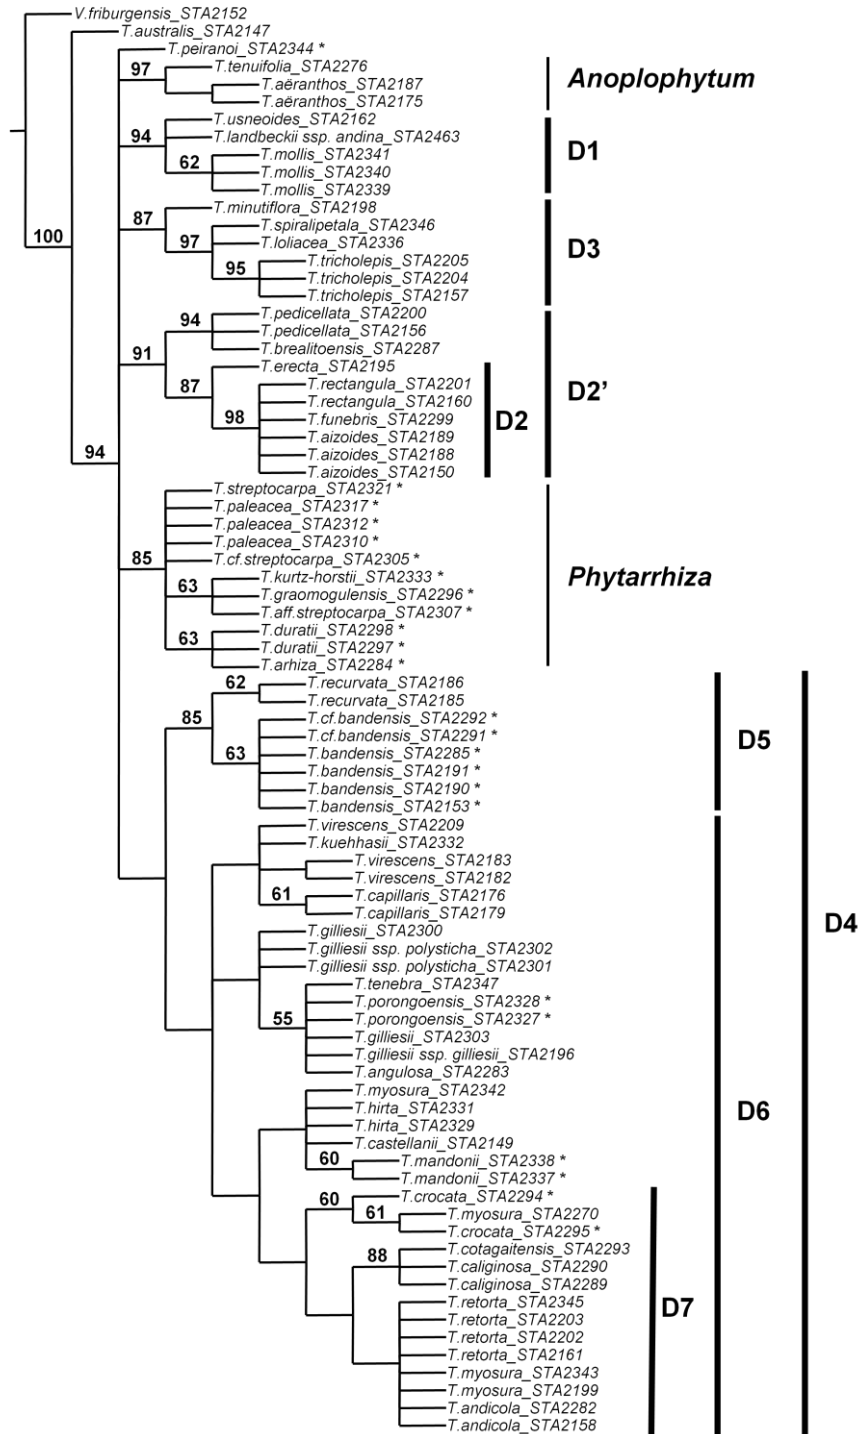 V.friburgensis_STA2152
T.australis_STA2147
T.peiranoi_STA2344 *
T.tenuifolia_STA2276
97
T.aëranthos_STA2187
Anoplophytum
T.aëranthos_STA2175
T.usneoides_STA2162
94
T.landbeckii ssp. andina_STA2463
D1
T.mollis_STA2341
62
T.mollis_STA2340
T.mollis_STA2339
87
T.minutiflora_STA2198
T.spiralipetala_STA2346
100
97
T.loliacea_STA2336
D3
T.tricholepis_STA2205
95
T.tricholepis_STA2204
T.tricholepis_STA2157
94
T.pedicellata_STA2200
T.pedicellata_STA2156
91
T.brealitoensis_STA2287
T.erecta_STA2195
87
T.rectangula_STA2201
D2’
T.rectangula_STA2160
98
T.funebris_STA2299
D2
T.aizoides_STA2189
94
T.aizoides_STA2188
T.aizoides_STA2150
T.streptocarpa_STA2321 *
T.paleacea_STA2317 *
T.paleacea_STA2312 *
T.paleacea_STA2310 *
85
T.cf.streptocarpa_STA2305 *
T.kurtz-horstii_STA2333 *
Phytarrhiza
63
T.graomogulensis_STA2296 *
T.aff.streptocarpa_STA2307 *
T.duratii_STA2298 *
63
T.duratii_STA2297 *
T.arhiza_STA2284 *
62
T.recurvata_STA2186
T.recurvata_STA2185
85
T.cf.bandensis_STA2292 *
T.cf.bandensis_STA2291 *
D5
63
T.bandensis_STA2285 *
T.bandensis_STA2191 *
T.bandensis_STA2190 *
T.bandensis_STA2153 *
T.virescens_STA2209
T.kuehhasii_STA2332
T.virescens_STA2183
T.virescens_STA2182
61
T.capillaris_STA2176
T.capillaris_STA2179
D4
T.gilliesii_STA2300
T.gilliesii ssp. polysticha_STA2302
T.gilliesii ssp. polysticha_STA2301
T.tenebra_STA2347
T.porongoensis_STA2328 *
55
T.porongoensis_STA2327 *
T.gilliesii_STA2303
T.gilliesii ssp. gilliesii_STA2196
T.angulosa_STA2283
T.myosura_STA2342
T.hirta_STA2331
D6
T.hirta_STA2329
T.castellanii_STA2149
60
T.mandonii_STA2338 *
T.mandonii_STA2337 *
60
T.crocata_STA2294 *
61
T.myosura_STA2270
T.crocata_STA2295 *
T.cotagaitensis_STA2293
88
T.caliginosa_STA2290
T.caliginosa_STA2289
T.retorta_STA2345
D7
T.retorta_STA2203
T.retorta_STA2202
T.retorta_STA2161
T.myosura_STA2343
T.myosura_STA2199
T.andicola_STA2282
T.andicola_STA2158